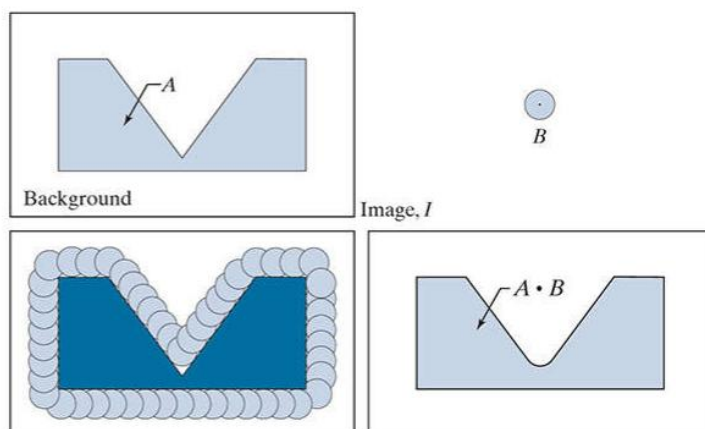 A
B
Background
Image, I
A • B